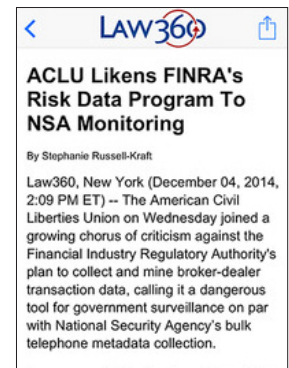 LAW360
ACLU Likens FINRA's
Risk Data Program To
NSA Monitoring
By Stephanie Russell-Kraft
Law360, New York (December 04, 2014,
2:09 PM ET) -- The American Civil
Liberties Union on Wednesday joined a
growing chorus of criticism against the
Financial Industry Regulatory Authority's
plan to collect and mine broker-dealer
transaction data, calling it a dangerous
tool for government surveillance on par
with National Security Agency's bulk
telephone metadata collection.